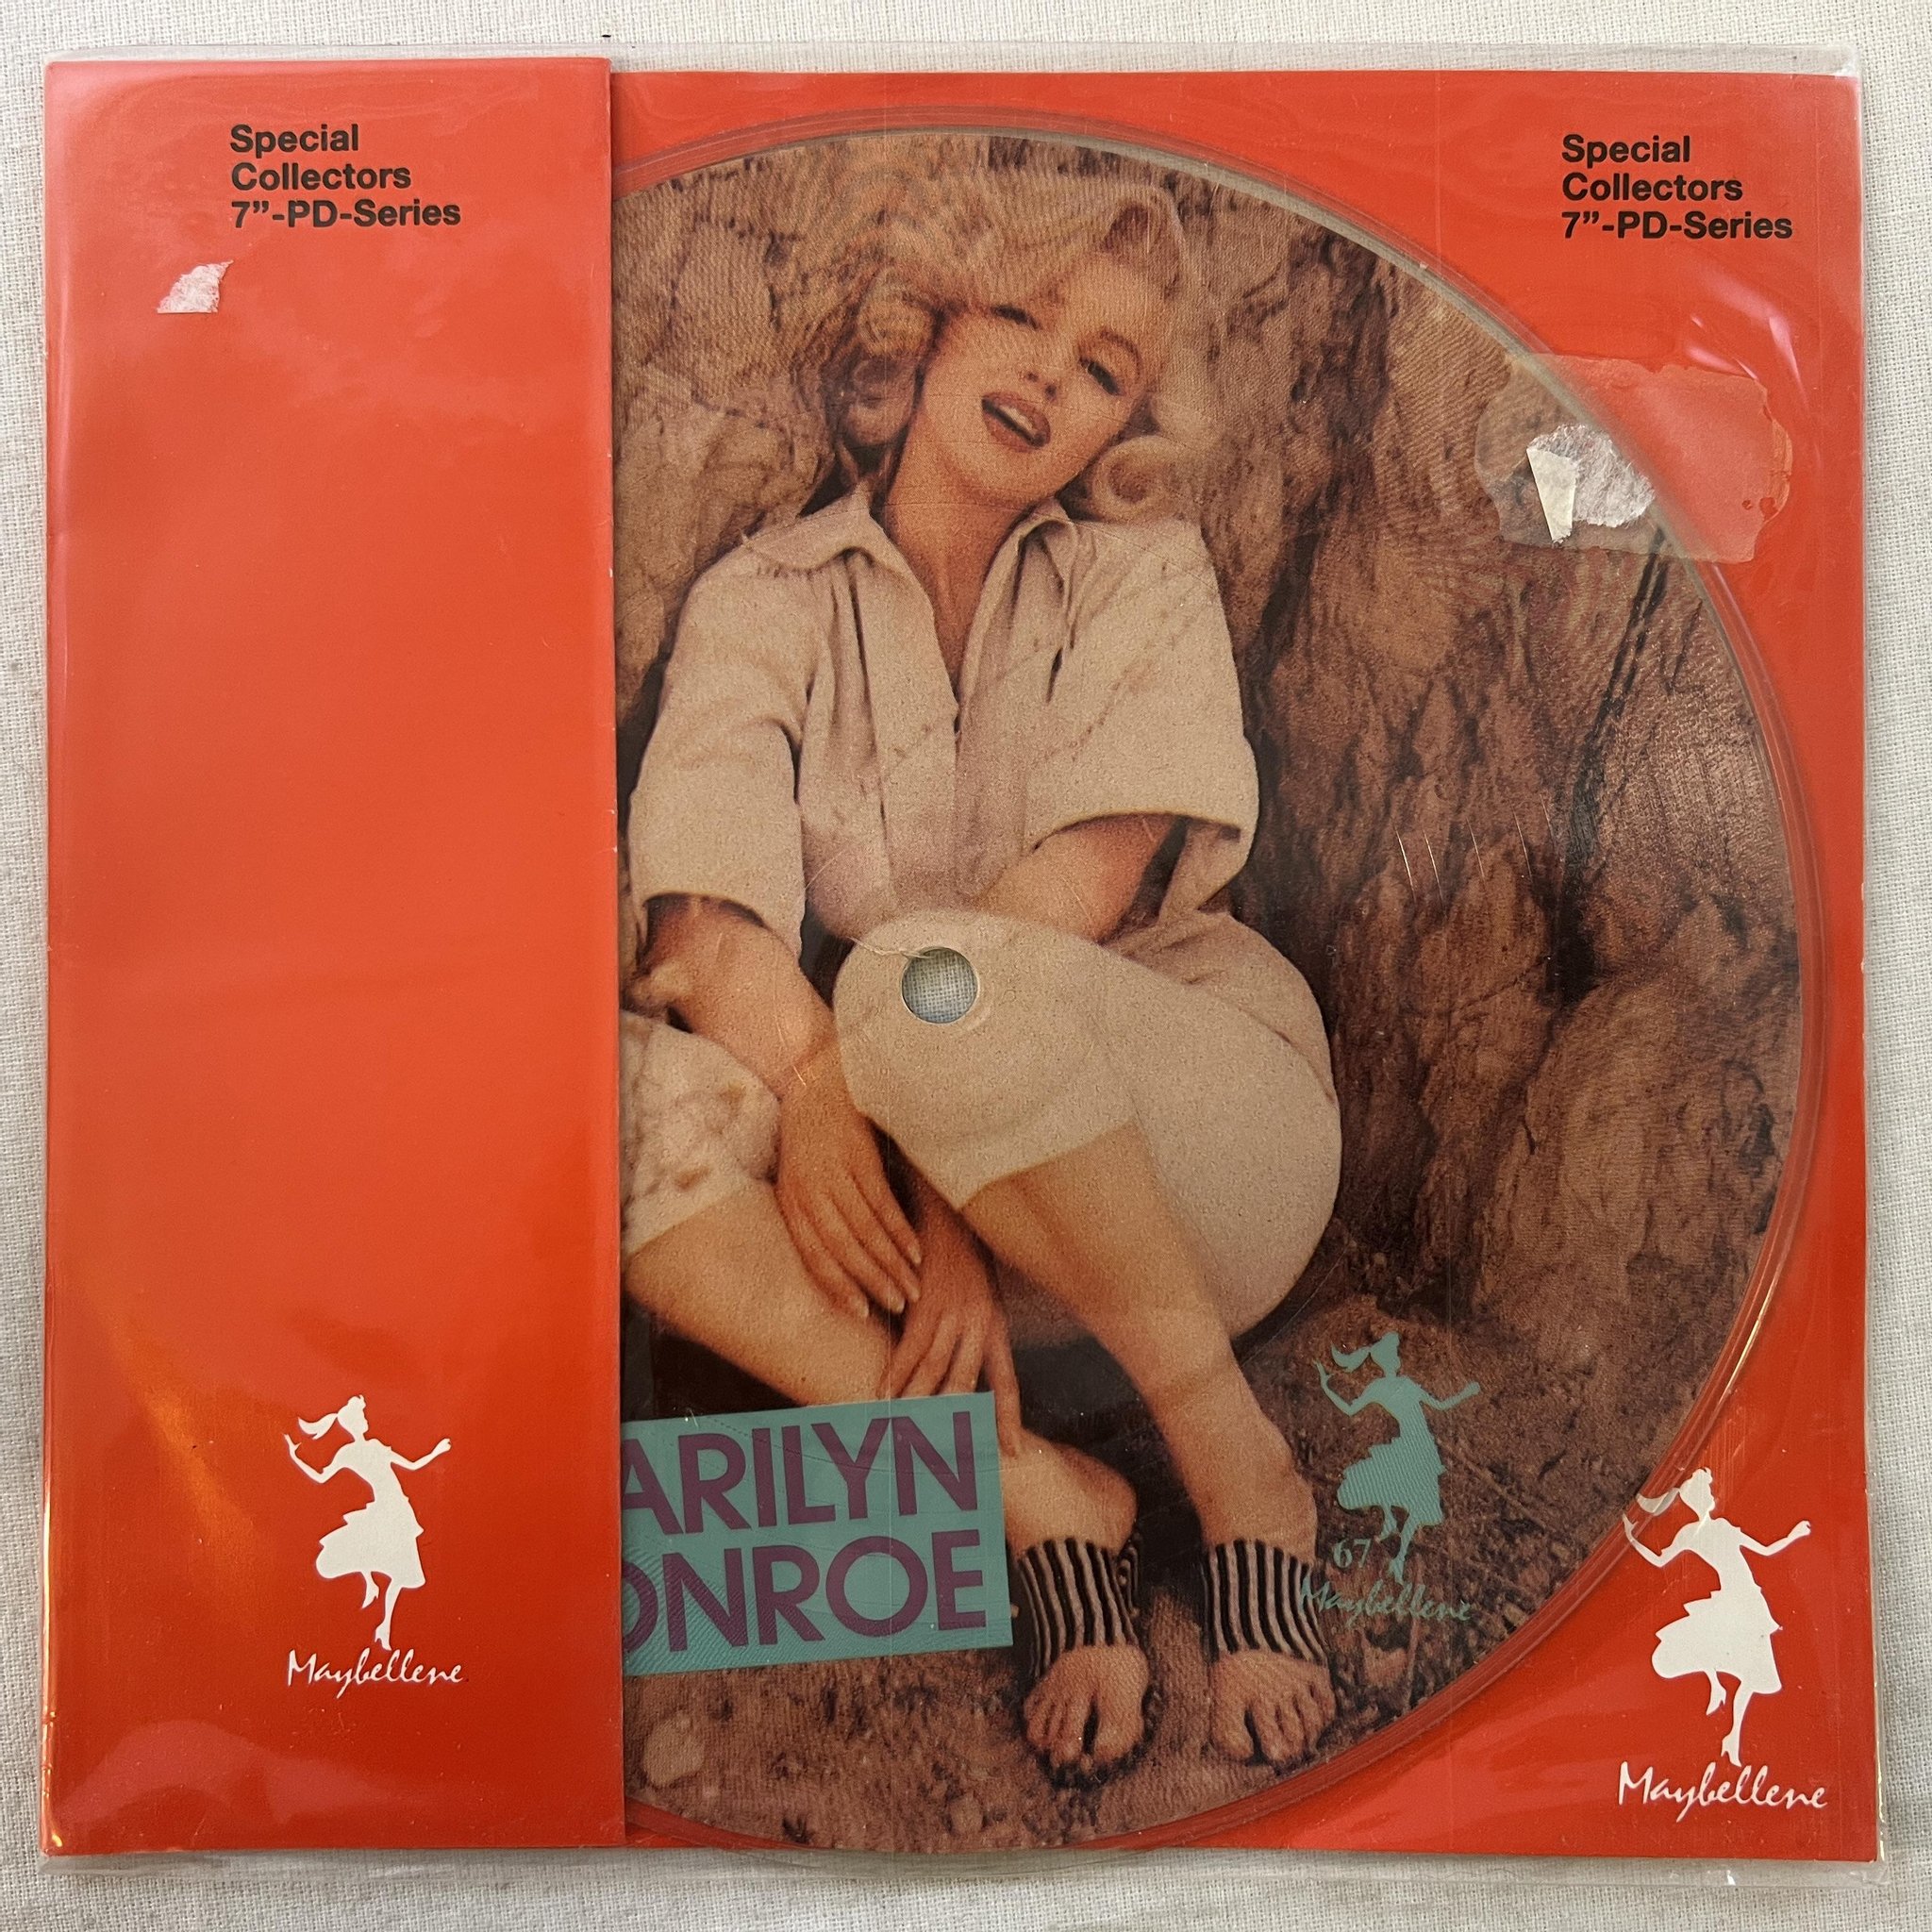 Special
Collectors
7”-PD-Series
Special
Collectors
7”-PD-Series
ARILYN
ONROE
67
Maybellene
Maybellene
Maybellene